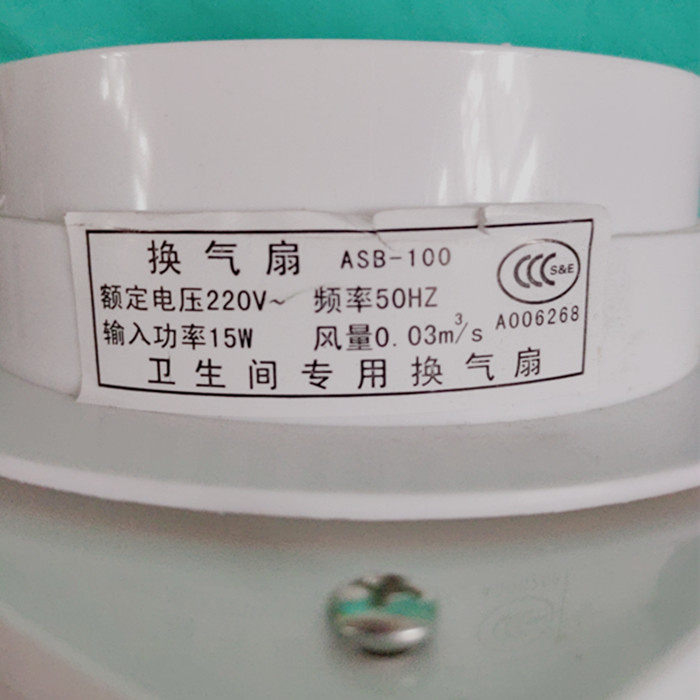 换气扇 ASB-100
CCC S&E
额定电压220V~ 频率50HZ
输入功率15W 风量0.03m³/s A006268
卫生间专用换气扇